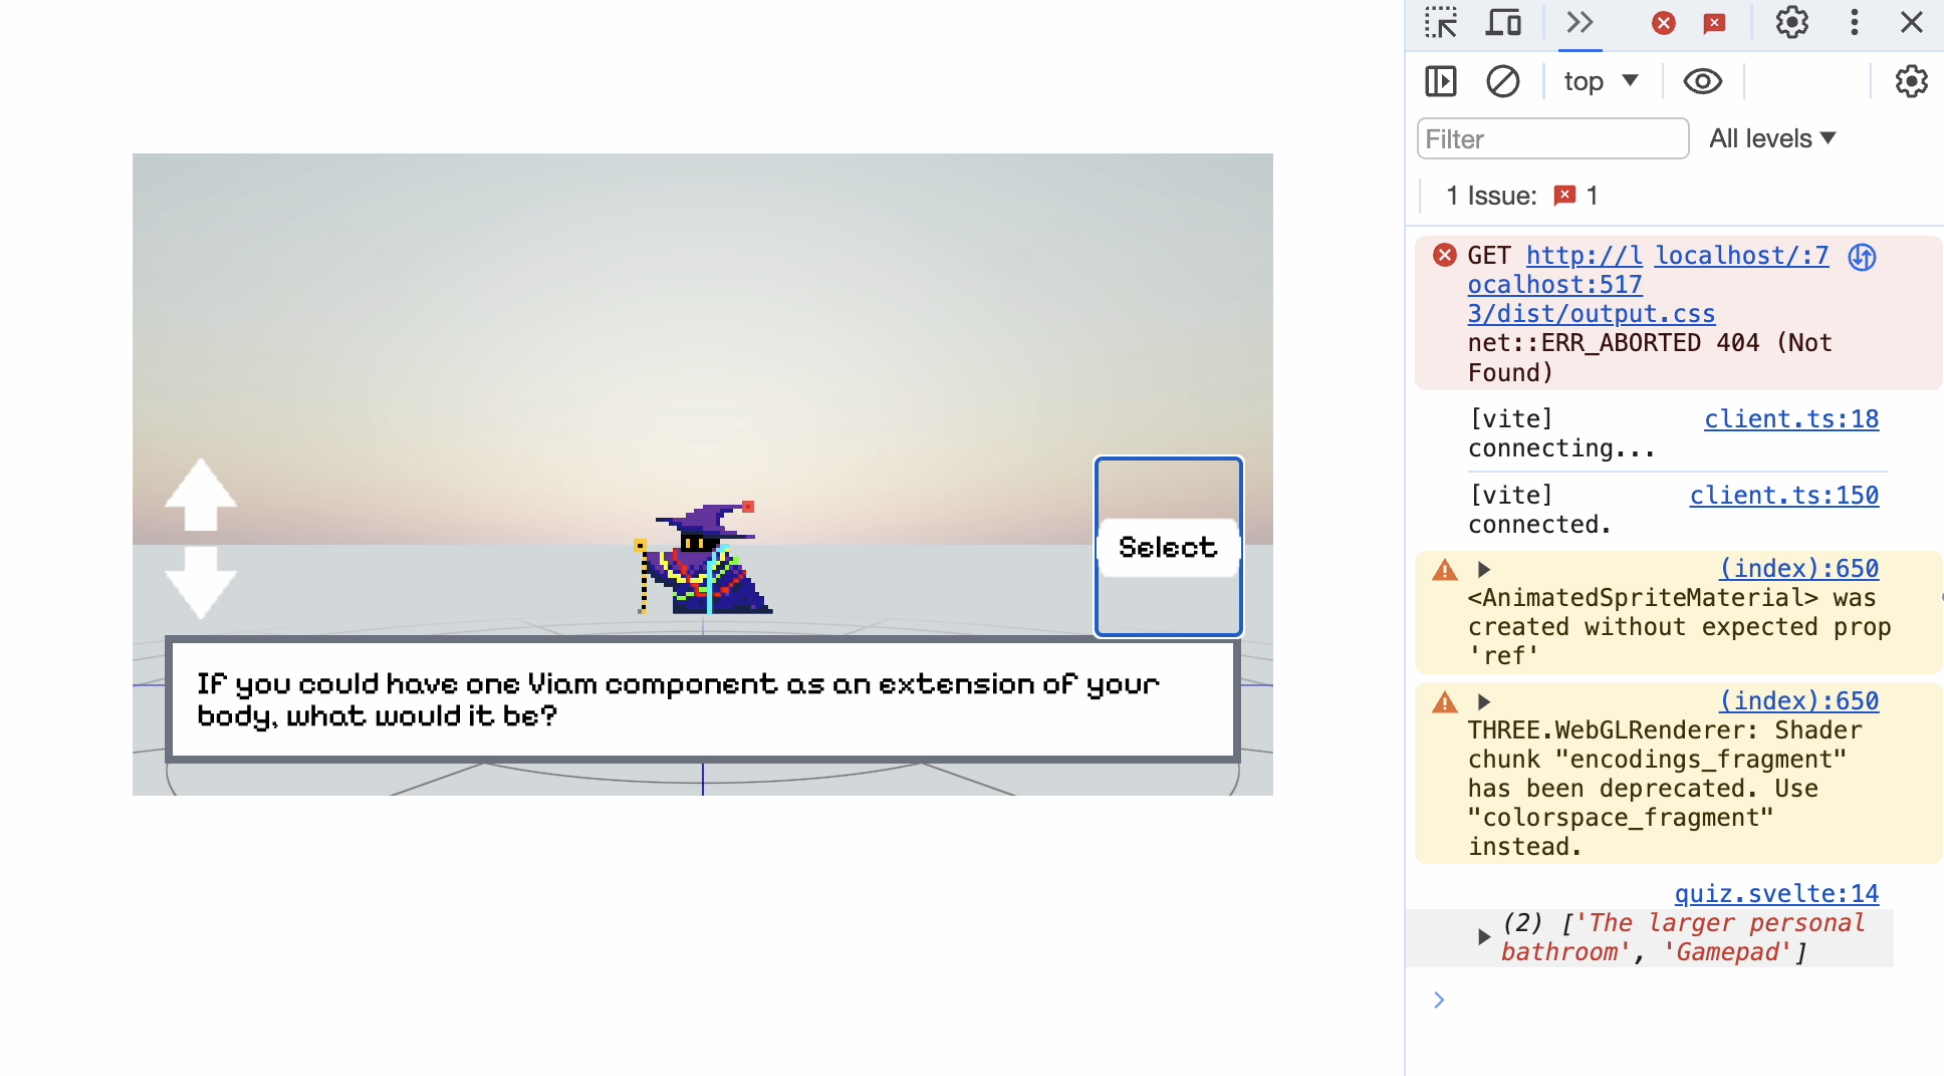 Select
If you could have one Viam component as an extension of your
body, what would it be?
top
Filter
All levels
1 Issue: 1
GET http://l localhost/:7
ocalhost:517
3/dist/output.css
net::ERR_ABORTED 404 (Not
Found)
[vite] client.ts:18
connecting...
[vite] client.ts:150
connected.
(index):650
<AnimatedSpriteMaterial> was
created without expected prop
'ref'
(index):650
THREE.WebGLRenderer: Shader
chunk "encodings_fragment"
has been deprecated. Use
"colorspace_fragment"
instead.
quiz.svelte:14
(2) ['The larger personal
bathroom', 'Gamepad']